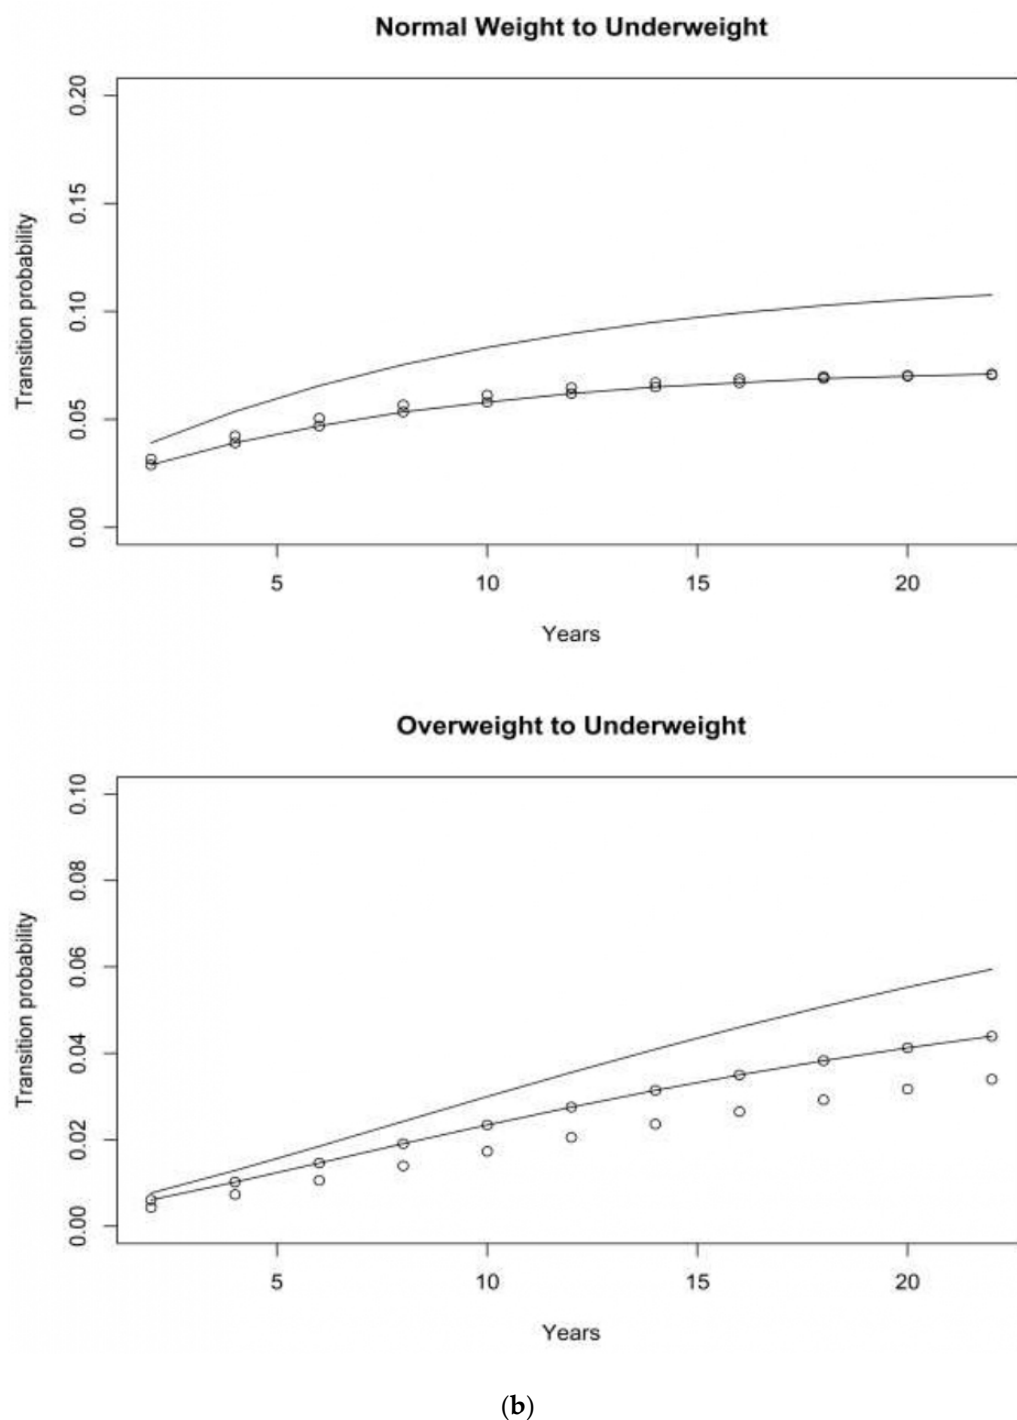 Normal Weight to Underweight
0.20
0.15
0.10
0.05
0.00
Transition probability
5 10 15 20
Years
Overweight to Underweight
0.10
0.08
0.06
0.04
0.02
0.00
Transition probability
5 10 15 20
Years
(b)